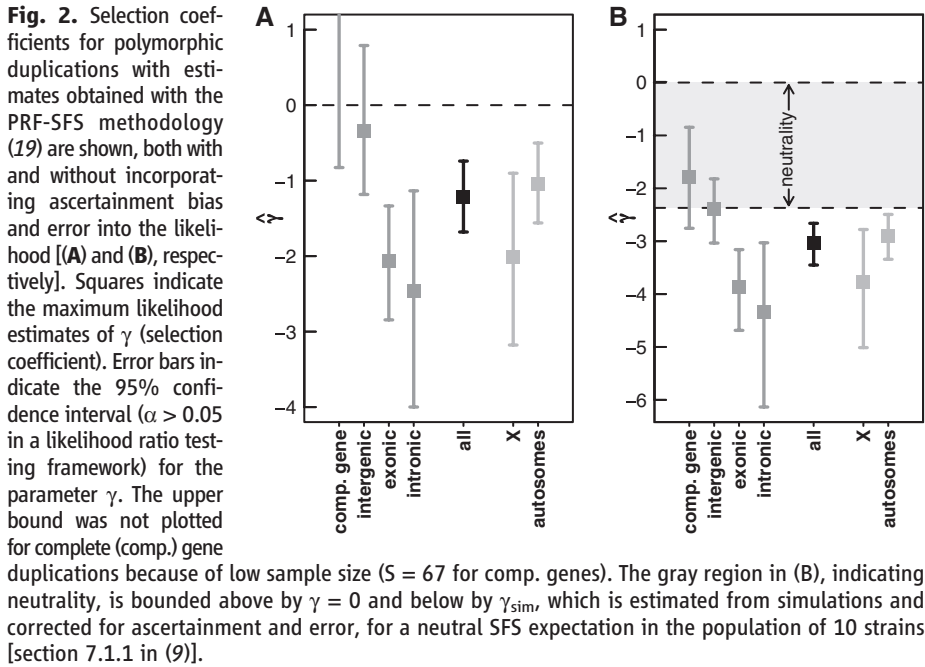 Fig. 2. Selection coef-
ficients for polymorphic
duplications with esti-
mates obtained with the
PRF-SFS methodology
(19) are shown, both with
and without incorporat-
ing ascertainment bias
and error into the likeli-
hood [(A) and (B), respec-
tively]. Squares indicate
the maximum likelihood
estimates of γ (selection
coefficient). Error bars in-
dicate the 95% confi-
dence interval (α > 0.05
in a likelihood ratio test-
ing framework) for the
parameter γ. The upper
bound was not plotted
for complete (comp.) gene
duplications because of low sample size (S = 67 for comp. genes). The gray region in (B), indicating
neutrality, is bounded above by γ = 0 and below by γsim, which is estimated from simulations and
corrected for ascertainment and error, for a neutral SFS expectation in the population of 10 strains
[section 7.1.1 in (9)].
A
1
0
−1
−2
−3
−4
γ̂
comp. gene
intergenic
exonic
intronic
all
X
autosomes
B
1
0
−1
−2
−3
−4
−5
−6
γ̂
neutrality
comp. gene
intergenic
exonic
intronic
all
X
autosomes